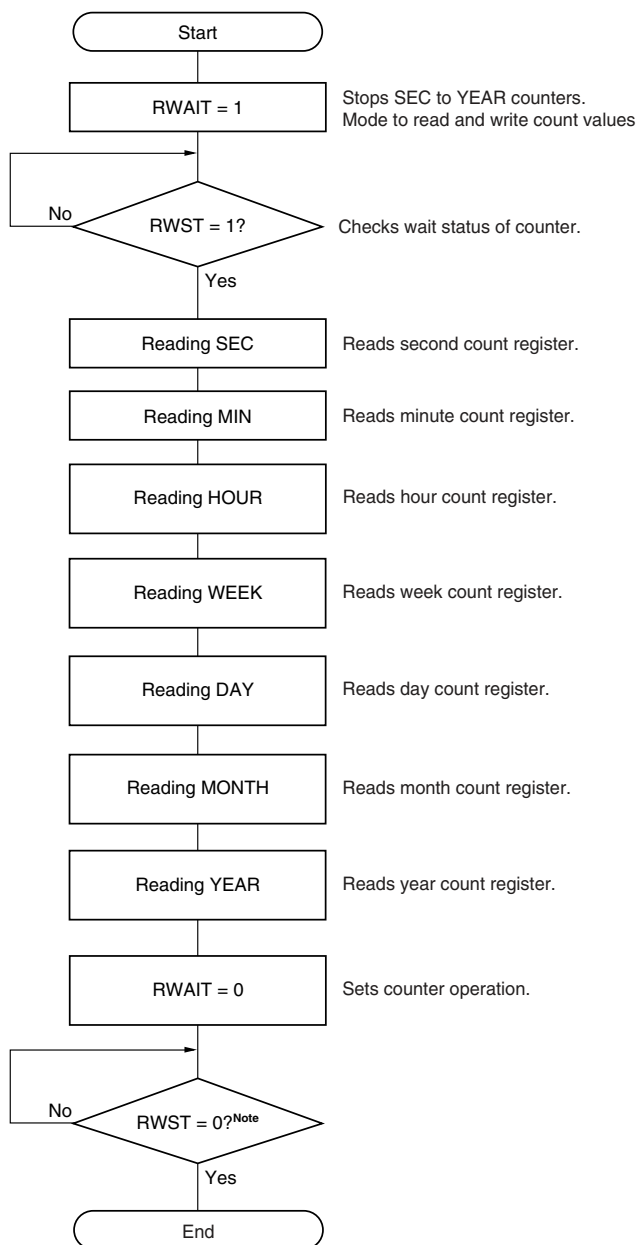 Start
RWAIT = 1
Stops SEC to YEAR counters.
Mode to read and write count values
No
RWST = 1?
Checks wait status of counter.
Yes
Reading SEC
Reads second count register.
Reading MIN
Reads minute count register.
Reading HOUR
Reads hour count register.
Reading WEEK
Reads week count register.
Reading DAY
Reads day count register.
Reading MONTH
Reads month count register.
Reading YEAR
Reads year count register.
RWAIT = 0
Sets counter operation.
No
RWST = 0?Note
Yes
End